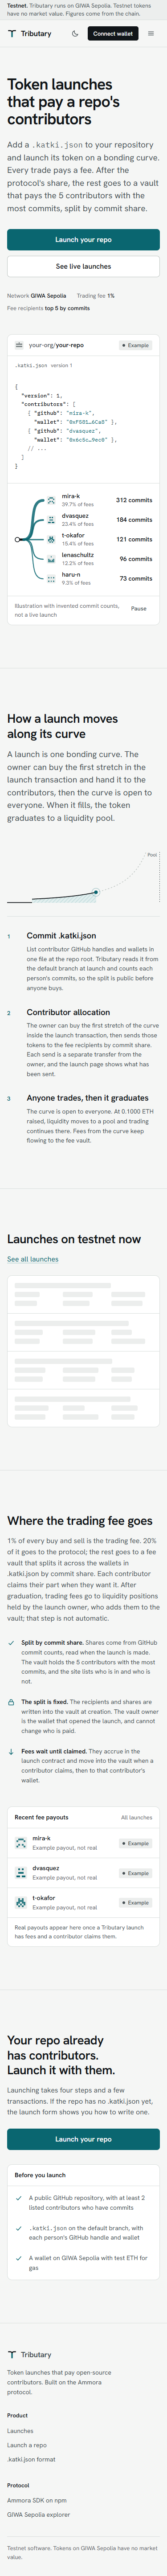 Testnet. Tributary runs on GIWA Sepolia. Testnet tokens
have no market value. Figures come from the chain.
Tributary
Connect wallet
Token launches
that pay a repo's
contributors
Add a .katki.json to your repository
and launch its token on a bonding curve.
Every trade pays a fee. After the
protocol's share, the rest goes to a vault
that pays the 5 contributors with the
most commits, split by commit share.
Launch your repo
See live launches
Network GIWA Sepolia Trading fee 1%
Fee recipients top 5 by commits
your-org/your-repo
Example
.katki.json version 1
{
"version": 1,
"contributors": [
{ "github": "mira-k",
{ "github": "dvasquez",
// ...
]
}
mira-k
39.7% of fees
312 commits
dvasquez
23.4% of fees
184 commits
t-okafor
15.4% of fees
121 commits
lenaschultz
12.2% of fees
96 commits
haru-n
9.3% of fees
73 commits
Illustration with invented commit counts,
not a live launch
Pause
How a launch moves
along its curve
A launch is one bonding curve. The
owner can buy the first stretch in the
launch transaction and hand it to the
contributors, then the curve is open to
everyone. When it fills, the token
graduates to a liquidity pool.
Pool
1
Commit .katki.json
List contributor GitHub handles and wallets in
one file at the repo root. Tributary reads it from
the default branch at launch and counts each
person's commits, so the split is public before
anyone buys.
2
Contributor allocation
The owner can buy the first stretch of the curve
inside the launch transaction, then sends those
tokens to the fee recipients by commit share.
Each send is a separate transfer from the
owner, and the launch page shows what has
been sent.
3
Anyone trades, then it graduates
The curve is open to everyone. At 0.1000 ETH
raised, liquidity moves to a pool and trading
continues there. Fees from the curve keep
flowing to the fee vault.
Launches on testnet now
See all launches
Where the trading fee goes
1% of every buy and sell is the trading fee. 20%
of it goes to the protocol; the rest goes to a fee
vault that splits it across the wallets in
.katki.json by commit share. Each contributor
claims their part when they want it. After
graduation, trading fees go to liquidity positions
held by the launch owner, who adds them to the
vault; that step is not automatic.
Split by commit share. Shares come from GitHub
commit counts, read when the launch is made.
The vault holds the 5 contributors with the most
commits, and the site lists who is in and who is
not.
The split is fixed. The recipients and shares are
written into the vault at creation. The vault owner
is the wallet that opened the launch, and cannot
change who is paid.
Fees wait until claimed. They accrue in the
launch contract and move into the vault when a
contributor claims, then to that contributor's
wallet.
Recent fee payouts
All launches
mira-k
Example payout, not real
Example
dvasquez
Example payout, not real
Example
t-okafor
Example payout, not real
Example
Real payouts appear here once a Tributary launch
has fees and a contributor claims them.
Your repo already
has contributors.
Launch it with them.
Launching takes four steps and a few
transactions. If the repo has no .katki.json yet,
the launch form shows you how to write one.
Launch your repo
Before you launch
A public GitHub repository, with at least 2
listed contributors who have commits
.katki.json on the default branch, with
each person's GitHub handle and wallet
A wallet on GIWA Sepolia with test ETH for
gas
Tributary
Token launches that pay open-source
contributors. Built on the Ammora
protocol.
Product
Launches
Launch a repo
.katki.json format
Protocol
Ammora SDK on npm
GIWA Sepolia explorer
Testnet software. Tokens on GIWA Sepolia have no market
value.